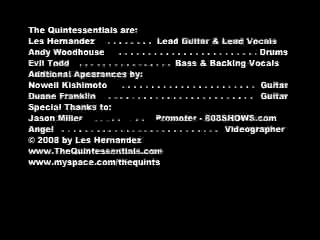 The Quintessentials are:
Les Hernandez ........ Lead Guitar & Lead Vocals
Andy Woodhouse ........................ Drums
Evil Todd ................ Bass & Backing Vocals
Addtional Apearances by:
Nowell Kishimoto ....................... Guitar
Duane Franklin ......................... Guitar
Special Thanks to:
Jason Miller ..... .. Promoter - 808SHOWS.com
Angel ........................... Videographer
© 2008 by Les Hernandez
www.TheQuintessentials.com
www.myspace.com/thequints